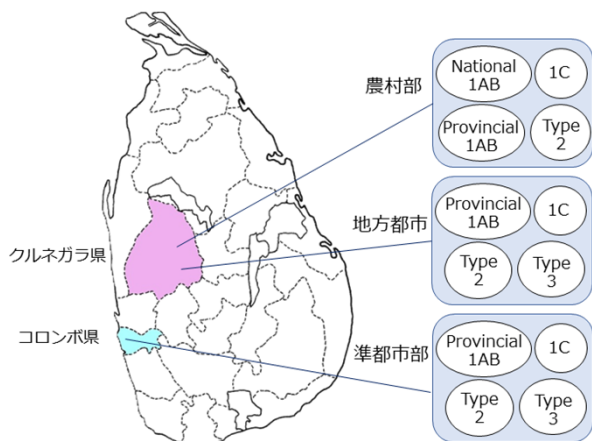 農村部
National
1AB
1C
Provincial
1AB
Type
2
クルネガラ県
地方都市
Provincial
1AB
1C
Type
2
Type
3
コロンボ県
準都市部
Provincial
1AB
1C
Type
2
Type
3